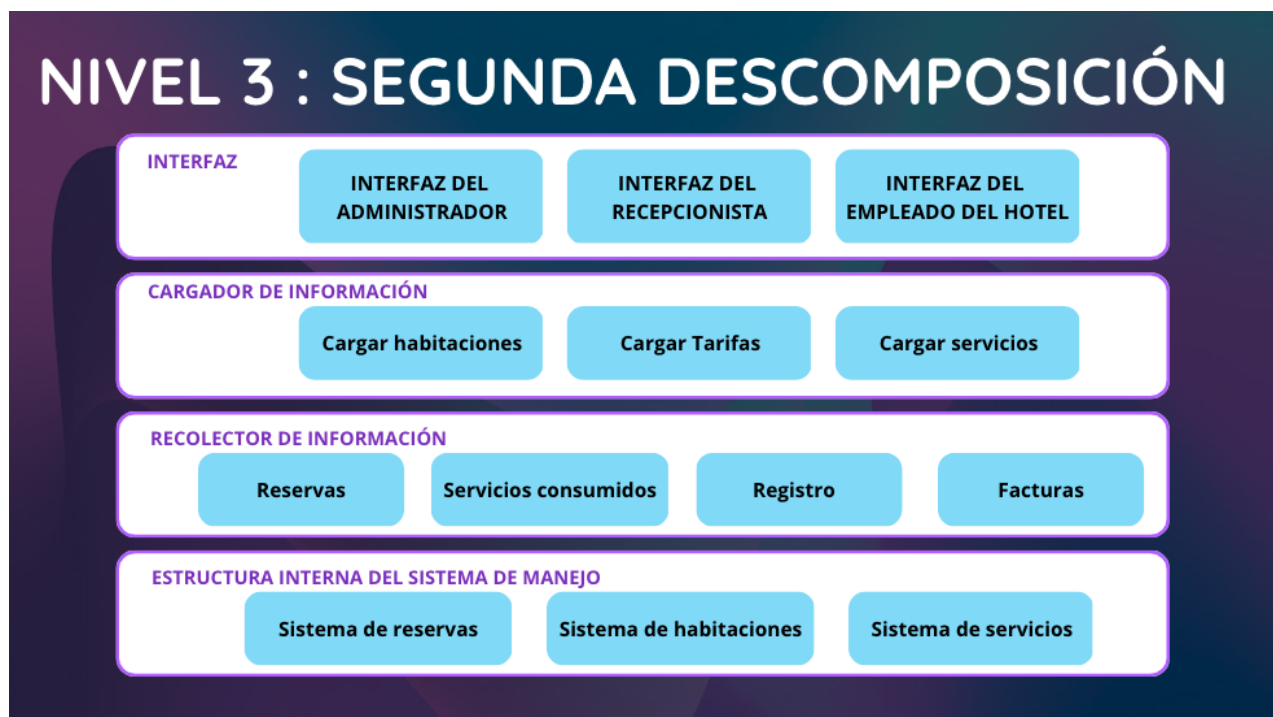 NIVEL 3 : SEGUNDA DESCOMPOSICIÓN
INTERFAZ
INTERFAZ DEL
ADMINISTRADOR
INTERFAZ DEL
RECEPCIONISTA
INTERFAZ DEL
EMPLEADO DEL HOTEL
CARGADOR DE INFORMACIÓN
Cargar habitaciones
Cargar Tarifas
Cargar servicios
RECOLECTOR DE INFORMACIÓN
Reservas
Servicios consumidos
Registro
Facturas
ESTRUCTURA INTERNA DEL SISTEMA DE MANEJO
Sistema de reservas
Sistema de habitaciones
Sistema de servicios